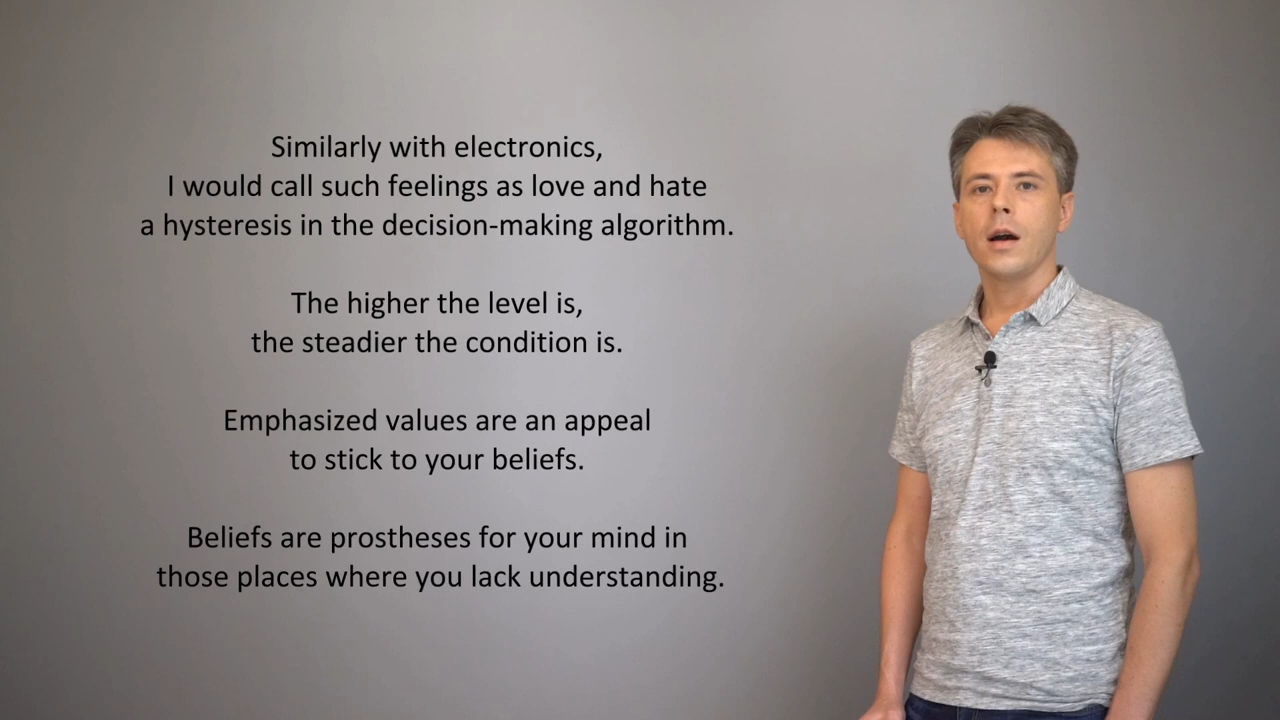 Similarly with electronics,
I would call such feelings as love and hate
a hysteresis in the decision-making algorithm.
The higher the level is,
the steadier the condition is.
Emphasized values are an appeal
to stick to your beliefs.
Beliefs are prostheses for your mind in
those places where you lack understanding.